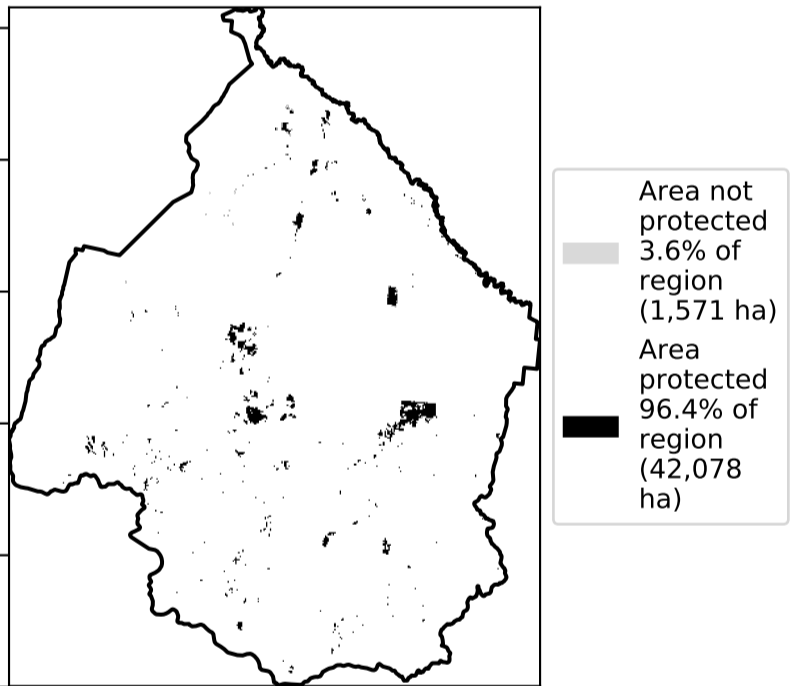 Area not
protected
3.6% of
region
(1,571 ha)
Area
protected
96.4% of
region
(42,078
ha)